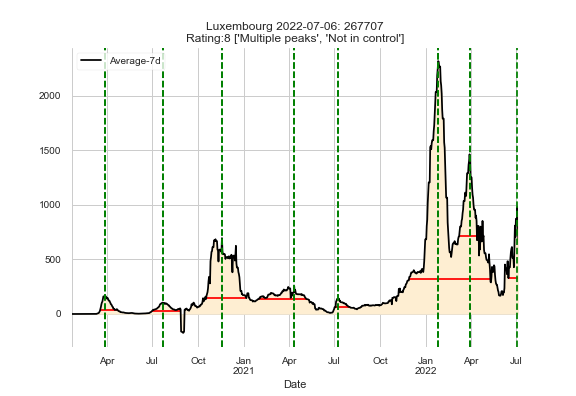 Luxembourg 2022-07-06: 267707
Rating:8 ['Multiple peaks', 'Not in control']
Average-7d
2000
1500
1000
500
0
Apr Jul Oct Jan Apr Jul Oct Jan Apr Jul
2021 2022
Date